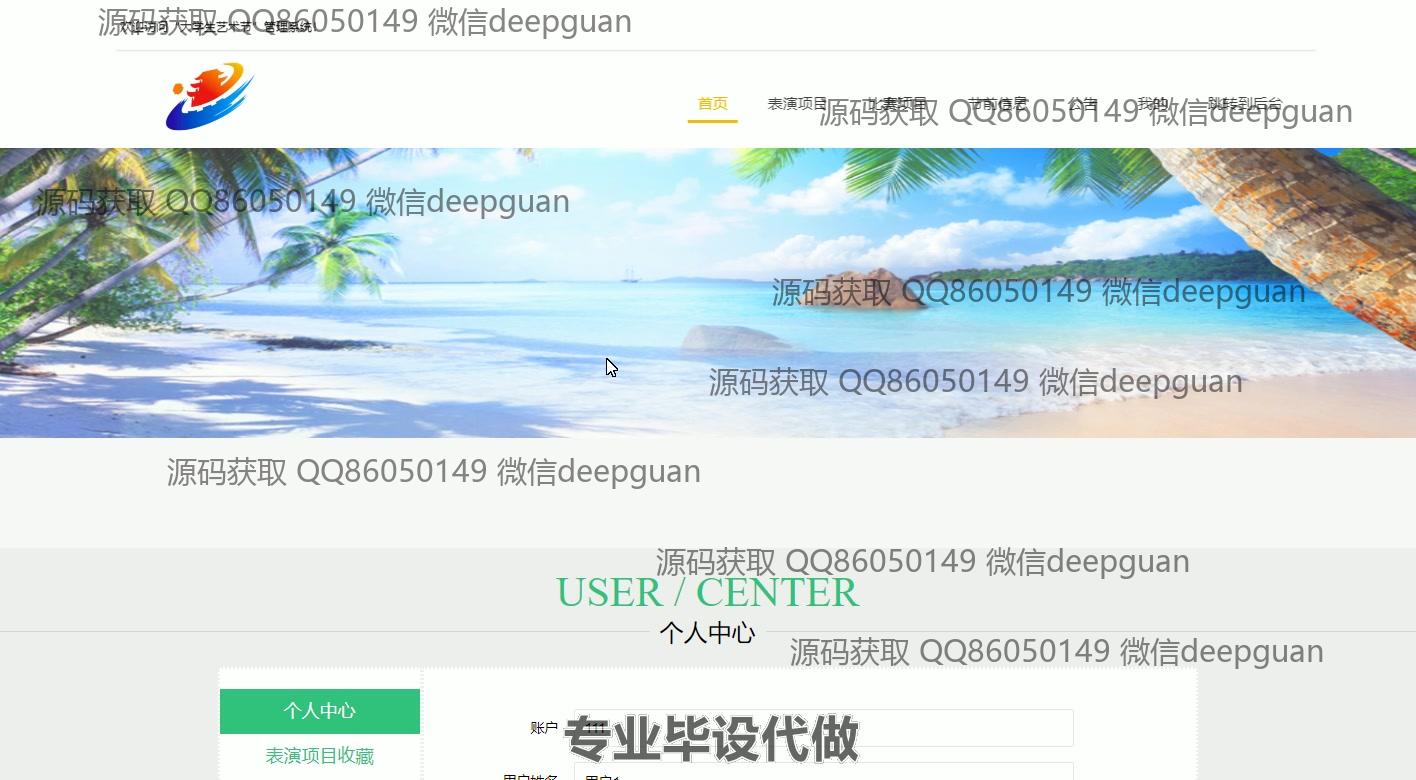 源码获取 QQ86050149 微信deepguan
欢迎访问“大学生艺术节”管理系统!
首页 表演项目 比赛项目 节前信息 公告 我的 跳转到后台
源码获取 QQ86050149 微信deepguan
源码获取 QQ86050149 微信deepguan
源码获取 QQ86050149 微信deepguan
源码获取 QQ86050149 微信deepguan
源码获取 QQ86050149 微信deepguan
源码获取 QQ86050149 微信deepguan
USER / CENTER
个人中心
源码获取 QQ86050149 微信deepguan
个人中心
账户 111
专业毕设代做
表演项目收藏
用户姓名 用户1